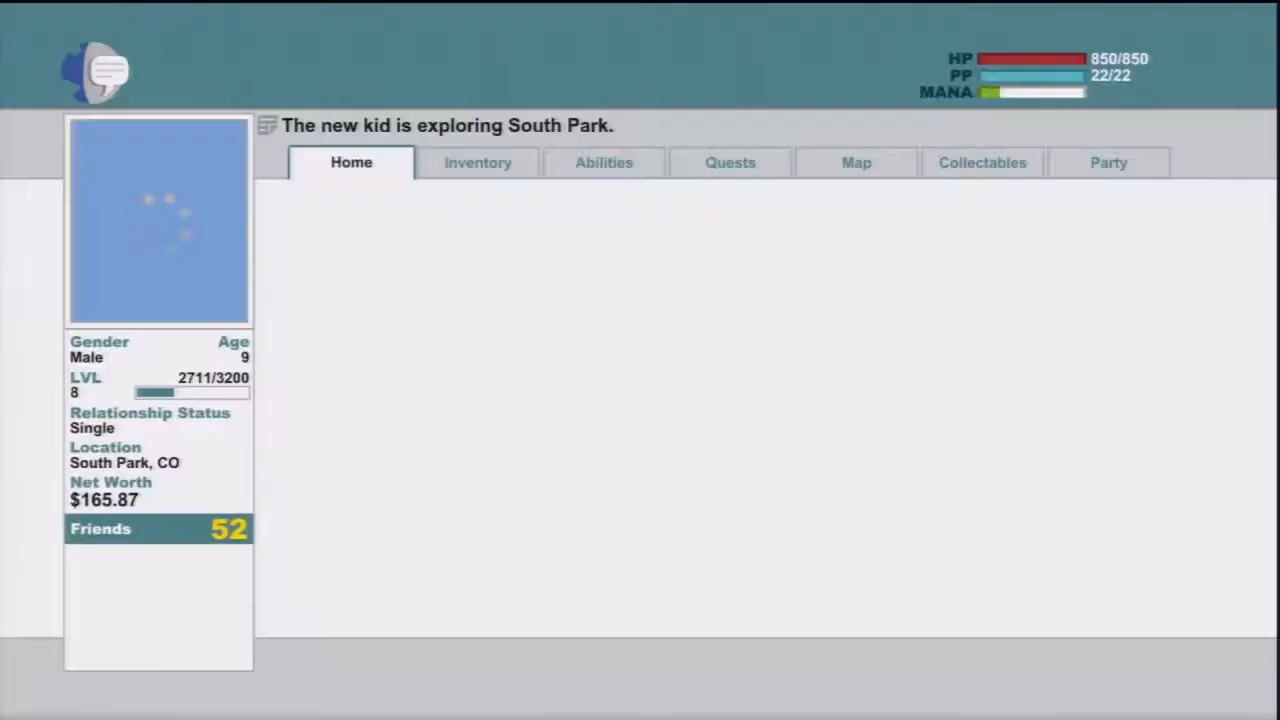 HP 850/850
PP 22/22
MANA
The new kid is exploring South Park.
Home Inventory Abilities Quests Map Collectables Party
Gender Age
Male 9
LVL 2711/3200
8
Relationship Status
Single
Location
South Park, CO
Net Worth
$165.87
Friends 52